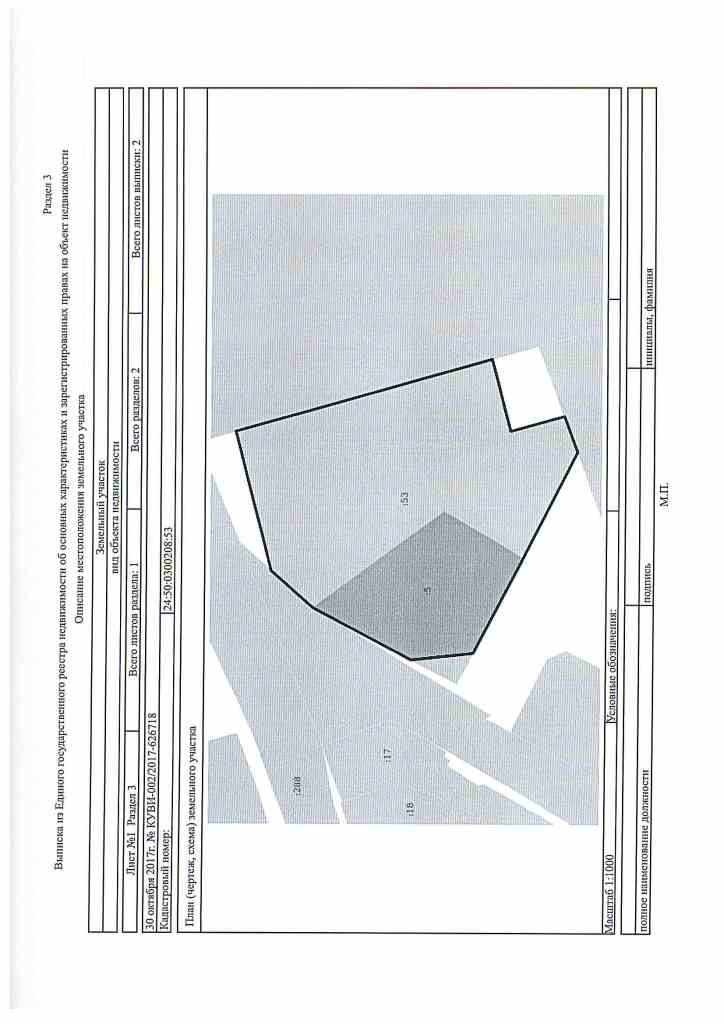 Раздел 3
Выписка из Единого государственного реестра недвижимости об основных характеристиках и зарегистрированных правах на объект недвижимости
Описание местоположения земельного участка
Земельный участок
вид объекта недвижимости
Лист №1 Раздел 3 Всего листов раздела: 1 Всего разделов: 2 Всего листов выписки: 2
30 октября 2017г. № КУВИ-002/2017-626718
Кадастровый номер: 24:50:0300208:53
План (чертеж, схема) земельного участка
:288
:17
:18
:5
:53
Масштаб 1:1000 Условные обозначения:
полное наименование должности подпись инициалы, фамилия
М.П.